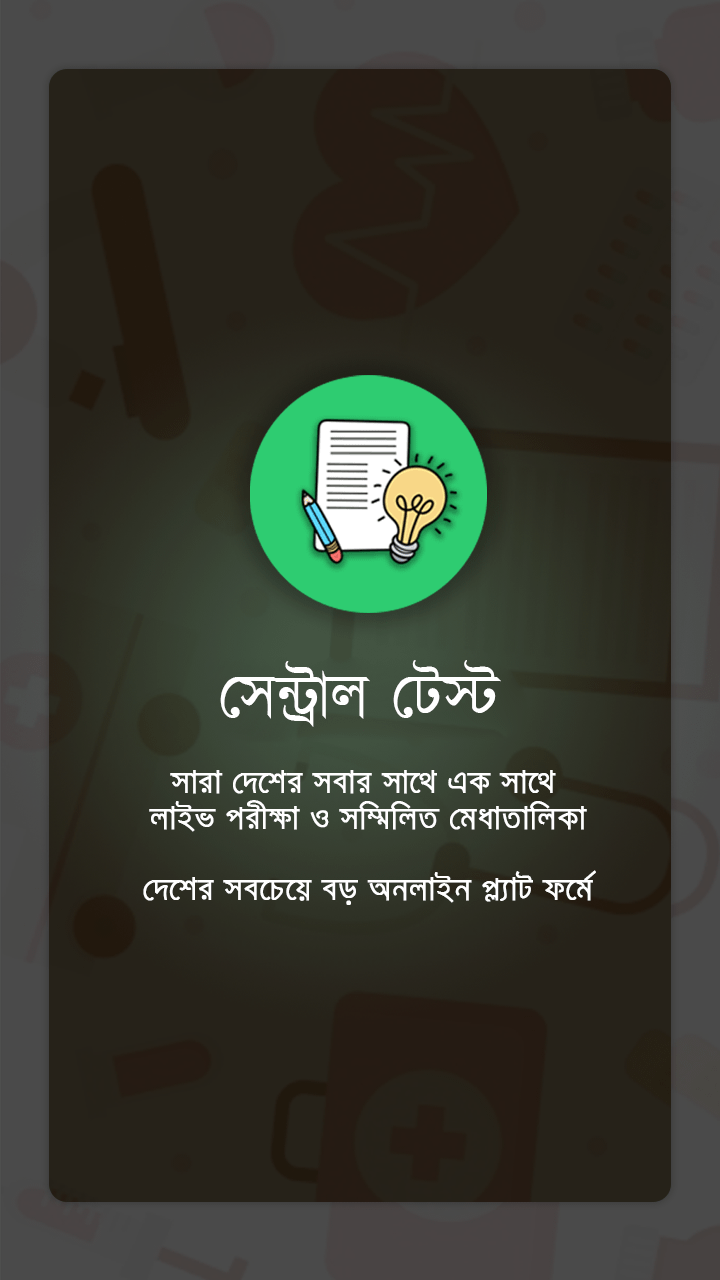 সেন্ট্রাল টেস্ট
সারা দেশের সবার সাথে এক সাথে
লাইভ পরীক্ষা ও সম্মিলিত মেধাতালিকা
দেশের সবচেয়ে বড় অনলাইন প্ল্যাট ফর্মে